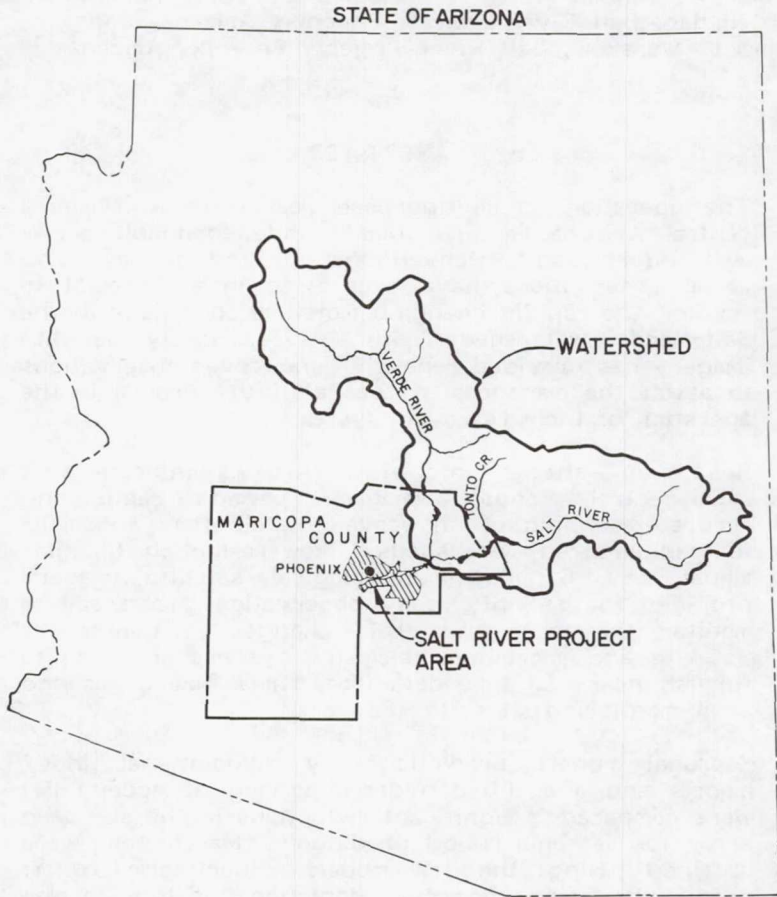 STATE OF ARIZONA
WATERSHED
VERDE RIVER
TONTO CR.
SALT RIVER
MARICOPA
COUNTY
PHOENIX
SALT RIVER PROJECT
AREA